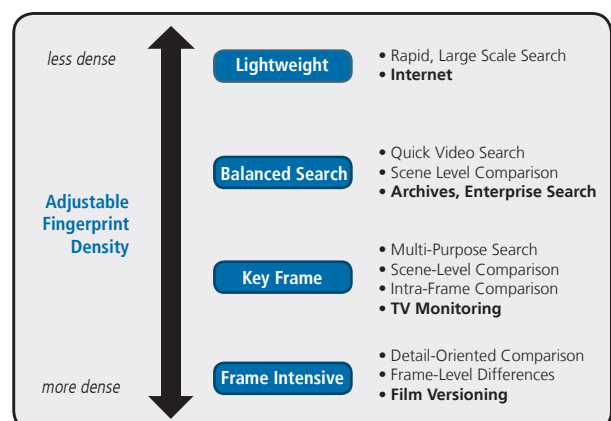 less dense
Lightweight
• Rapid, Large Scale Search
• Internet
Balanced Search
• Quick Video Search
• Scene Level Comparison
• Archives, Enterprise Search
Adjustable
Fingerprint
Density
Key Frame
• Multi-Purpose Search
• Scene-Level Comparison
• Intra-Frame Comparison
• TV Monitoring
more dense
Frame Intensive
• Detail-Oriented Comparison
• Frame-Level Differences
• Film Versioning